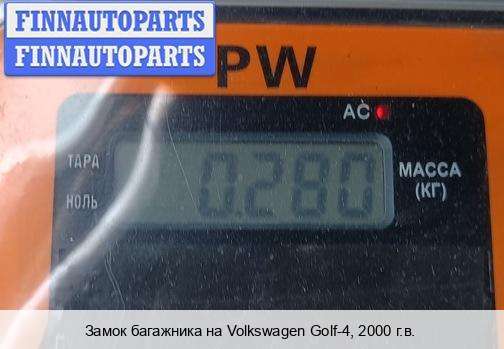 FINNAUTOPARTS
FINNAUTOPARTS
PW
AC
ТАРА
0.280
МАССА
(КГ)
НОЛЬ
Замок багажника на Volkswagen Golf-4, 2000 г.в.